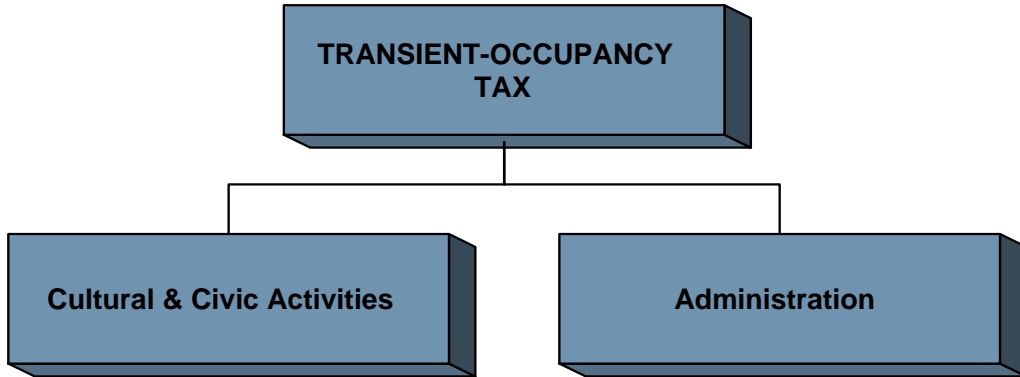 TRANSIENT-OCCUPANCY
TAX
Cultural & Civic Activities
Administration